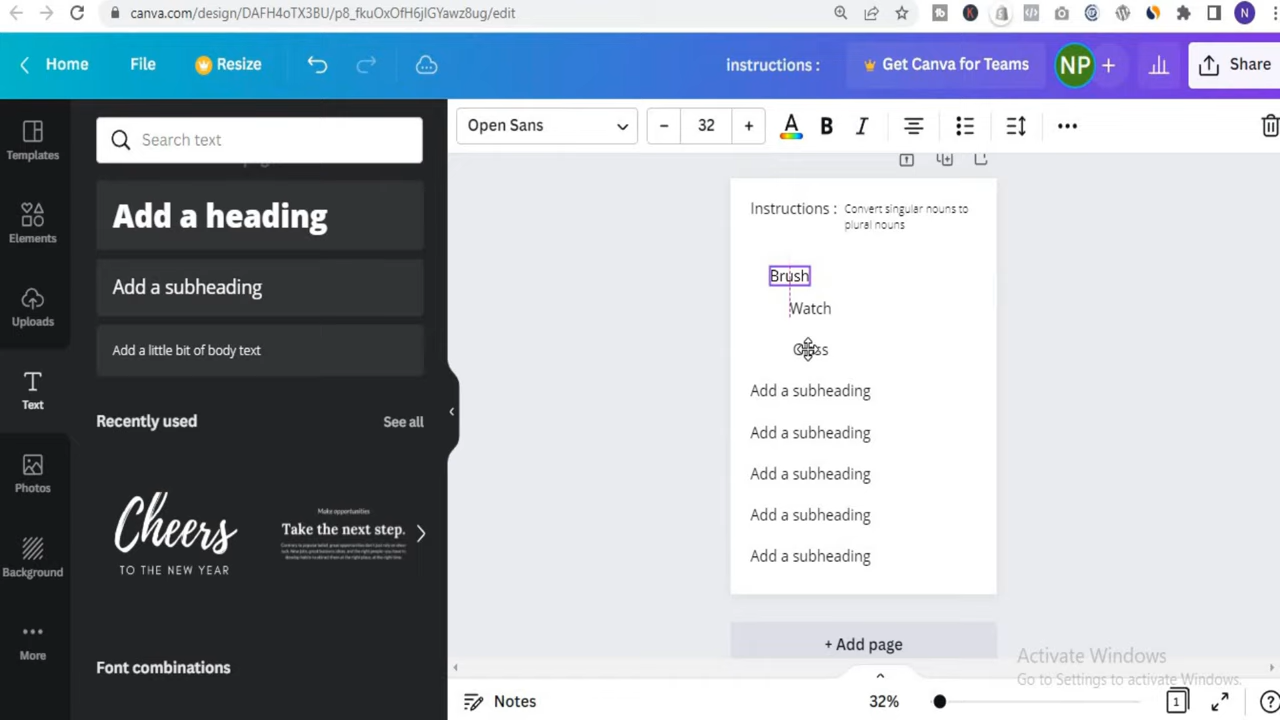 canva.com/design/DAFH4oTX3BU/p8_fkuOxOfH6jIGYawz8ug/edit
N
Home File Resize instructions : Get Canva for Teams NP + Share
Open Sans - 32 + A B I
Search text
Templates
Elements
Uploads
Text
Photos
Background
More
Add a heading
Add a subheading
Add a little bit of body text
Recently used See all
Cheers
TO THE NEW YEAR
Make opportunities
Take the next step.
Font combinations
Instructions : Convert singular nouns to
plural nouns
Brush
Watch
Add a subheading
Add a subheading
Add a subheading
Add a subheading
Add a subheading
+ Add page
Activate Windows
Go to Settings to activate Windows.
Notes 32% 1 ?